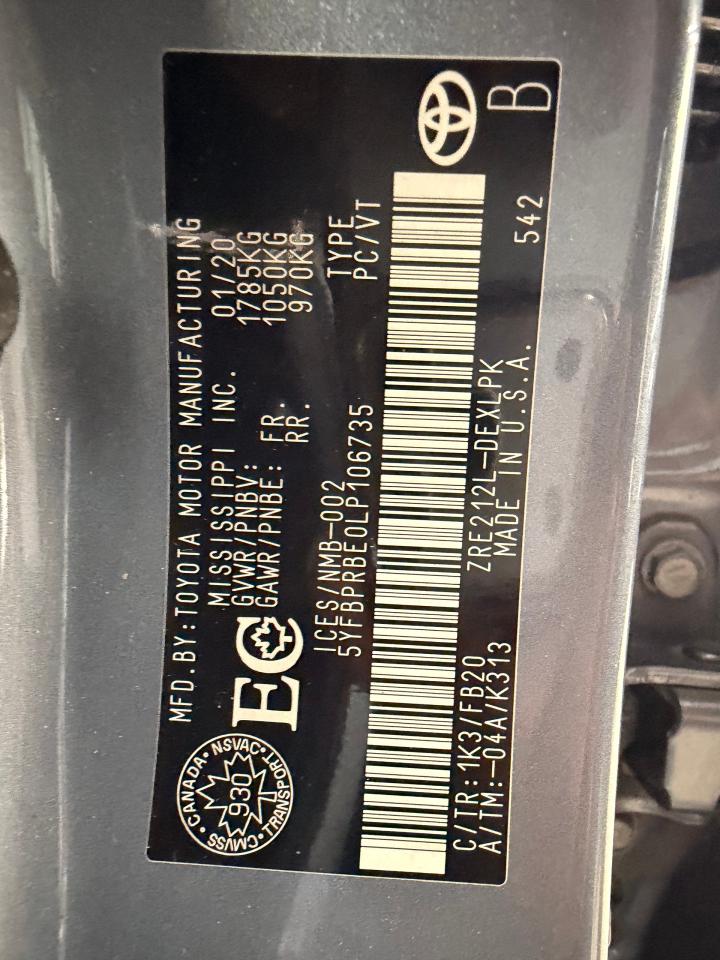 MFD.BY:TOYOTA MOTOR MANUFACTURING
MISSISSIPPI INC. 01/20
GVWR/PNBV: 1785KG
GAWR/PNBE: FR. 1050KG
RR. 970KG
CANADA · NSVAC · TRANSPORT · CMVSS
930
EC
ICES/NMB-002 TYPE
5YFBPRBE0LP106735 PC/VT
C/TR:1K3/FB20 ZRE212L-DEXLPK
A/TM:-04A/K313 MADE IN U.S.A. 542
B